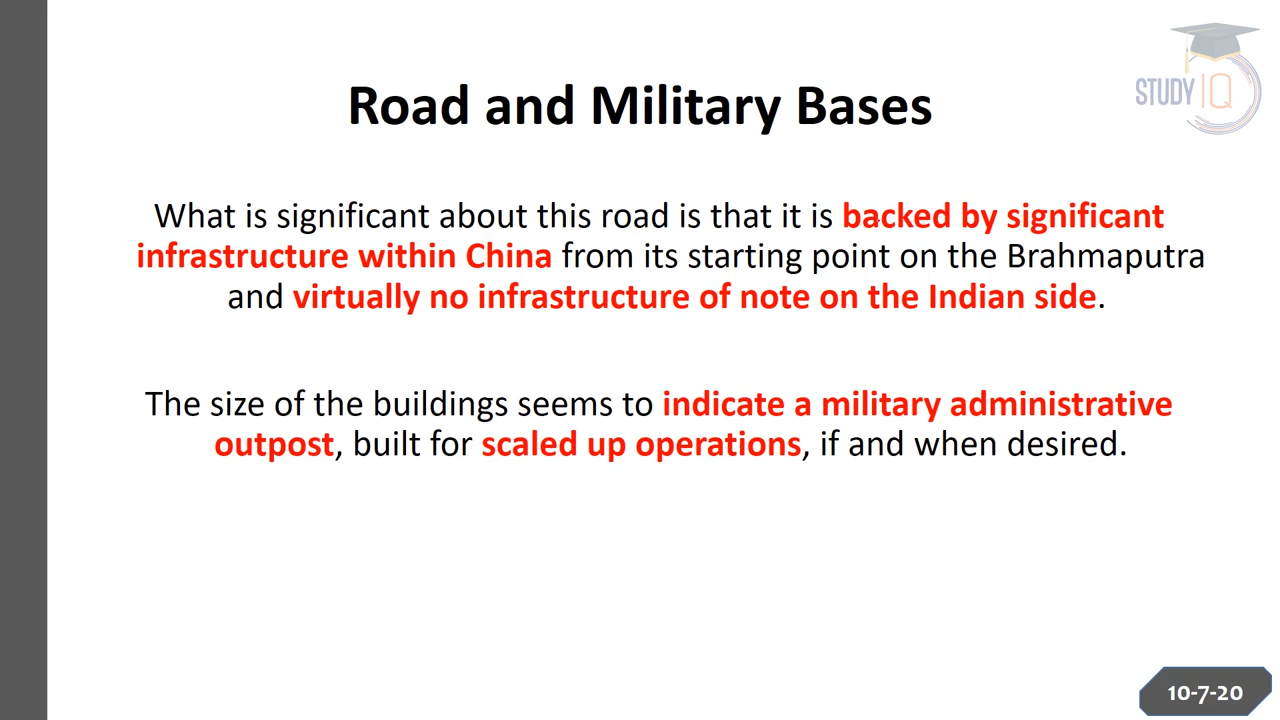 STUDY IQ
Road and Military Bases
What is significant about this road is that it is backed by significant
infrastructure within China from its starting point on the Brahmaputra
and virtually no infrastructure of note on the Indian side.
The size of the buildings seems to indicate a military administrative
outpost, built for scaled up operations, if and when desired.
10-7-20